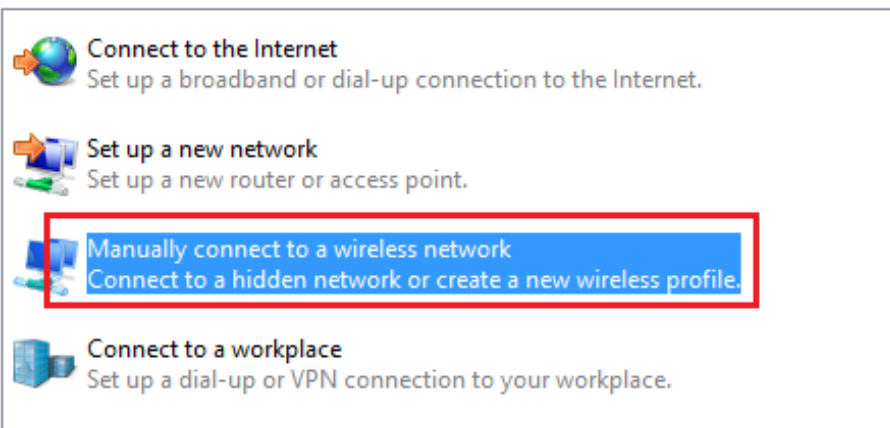 Connect to the Internet
Set up a broadband or dial-up connection to the Internet.
Set up a new network
Set up a new router or access point.
Manually connect to a wireless network
Connect to a hidden network or create a new wireless profile.
Connect to a workplace
Set up a dial-up or VPN connection to your workplace.